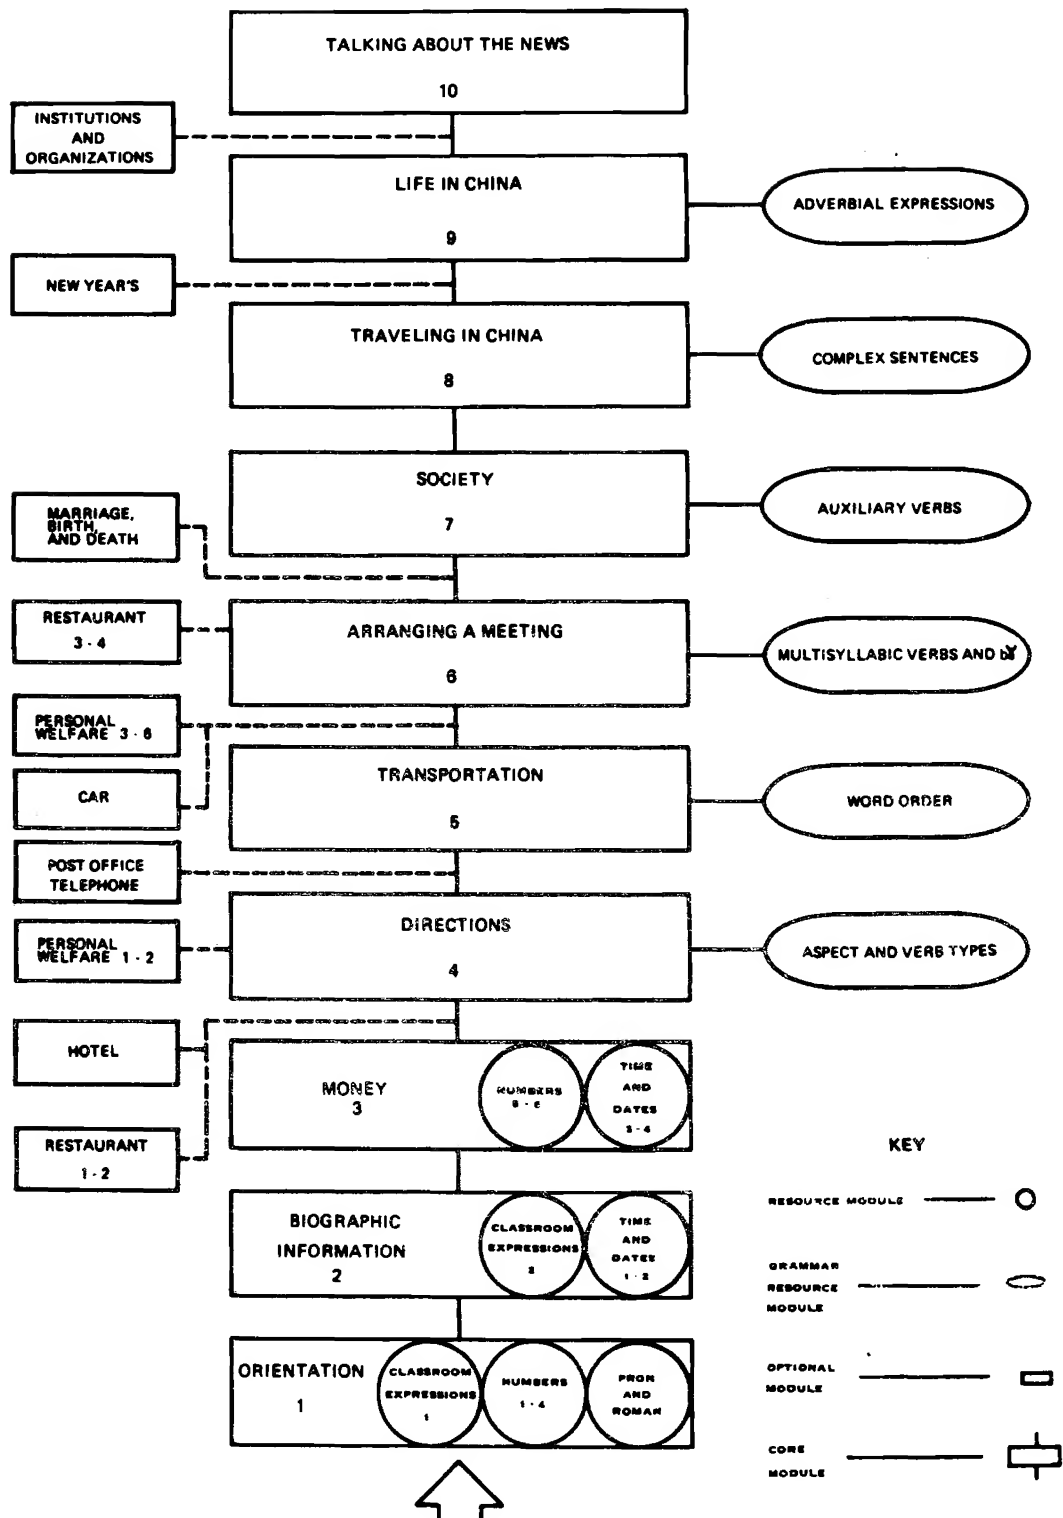 TALKING ABOUT THE NEWS
10
INSTITUTIONS
AND
ORGANIZATIONS
LIFE IN CHINA
9
ADVERBIAL EXPRESSIONS
NEW YEAR'S
TRAVELING IN CHINA
8
COMPLEX SENTENCES
SOCIETY
7
AUXILIARY VERBS
MARRIAGE,
BIRTH,
AND DEATH
RESTAURANT
3 - 4
ARRANGING A MEETING
6
MULTISYLLABIC VERBS AND bǎ
PERSONAL
WELFARE 3 - 6
CAR
TRANSPORTATION
5
WORD ORDER
POST OFFICE
TELEPHONE
PERSONAL
WELFARE 1 - 2
DIRECTIONS
4
ASPECT AND VERB TYPES
HOTEL
RESTAURANT
1 - 2
MONEY
3
NUMBERS
TIME
AND
DATES
3 - 4
BIOGRAPHIC
INFORMATION
2
CLASSROOM
EXPRESSIONS
2
TIME
AND
DATES
1 - 2
ORIENTATION
1
CLASSROOM
EXPRESSIONS
1
NUMBERS
1 - 4
PRON
AND
ROMAN
KEY
RESOURCE MODULE
GRAMMAR
RESOURCE
MODULE
OPTIONAL
MODULE
CORE
MODULE